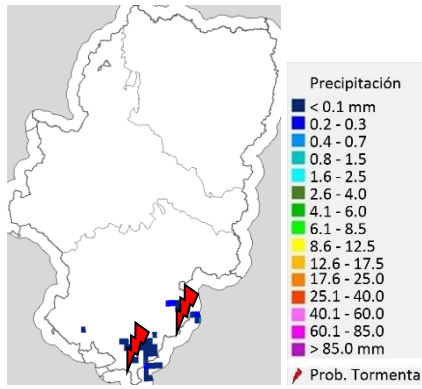 Precipitación
< 0.1 mm
0.2 - 0.3
0.4 - 0.7
0.8 - 1.5
1.6 - 2.5
2.6 - 4.0
4.1 - 6.0
6.1 - 8.5
8.6 - 12.5
12.6 - 17.5
17.6 - 25.0
25.1 - 40.0
40.1 - 60.0
60.1 - 85.0
> 85.0 mm
Prob. Tormenta